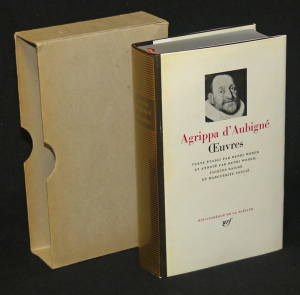 Agrippa d'Aubigné
Œuvres
TEXTE ÉTABLI PAR HENRI WEBER
ET ANNOTÉ PAR HENRI WEBER,
JACQUES BAILBÉ
ET MARGUERITE SOULIÉ
BIBLIOTHÈQUE DE LA PLÉIADE
nrf